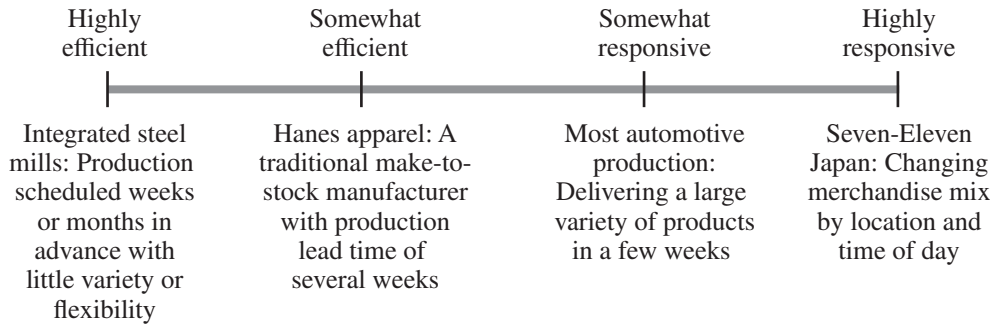 Highly
efficient
Somewhat
efficient
Somewhat
responsive
Highly
responsive
Integrated steel
mills: Production
scheduled weeks
or months in
advance with
little variety or
flexibility
Hanes apparel: A
traditional make-to-
stock manufacturer
with production
lead time of
several weeks
Most automotive
production:
Delivering a large
variety of products
in a few weeks
Seven-Eleven
Japan: Changing
merchandise mix
by location and
time of day